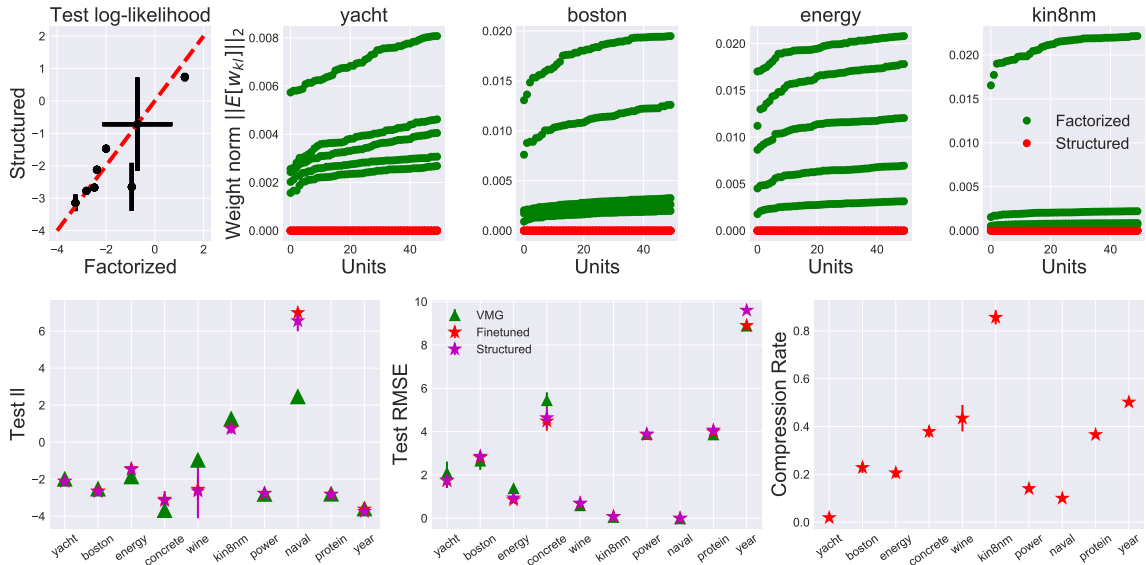 Test log-likelihood
Structured
2
1
0
−1
−2
−3
−4
−4
−2
0
2
Factorized
yacht
Weight norm ||E[w_{kl}]||_2
0.008
0.006
0.004
0.002
0.000
0
20
40
Units
boston
0.020
0.015
0.010
0.005
0.000
0
20
40
Units
energy
0.020
0.015
0.010
0.005
0.000
0
20
40
Units
kin8nm
0.020
0.015
0.010
0.005
0.000
Factorized
Structured
0
20
40
Units
Test ll
6
4
2
0
−2
−4
yacht
boston
energy
concrete
wine
kin8nm
power
naval
protein
year
Test RMSE
10
8
6
4
2
0
VMG
Finetuned
Structured
yacht
boston
energy
concrete
wine
kin8nm
power
naval
protein
year
Compression Rate
0.8
0.6
0.4
0.2
0.0
yacht
boston
energy
concrete
wine
kin8nm
power
naval
protein
year